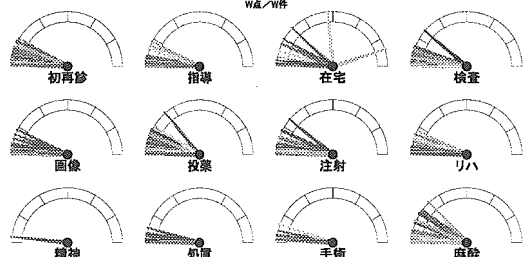 W点／W件
初再診 指導 在宅 検査
画像 投薬 注射 リハ
精神 処置 手術 麻酔